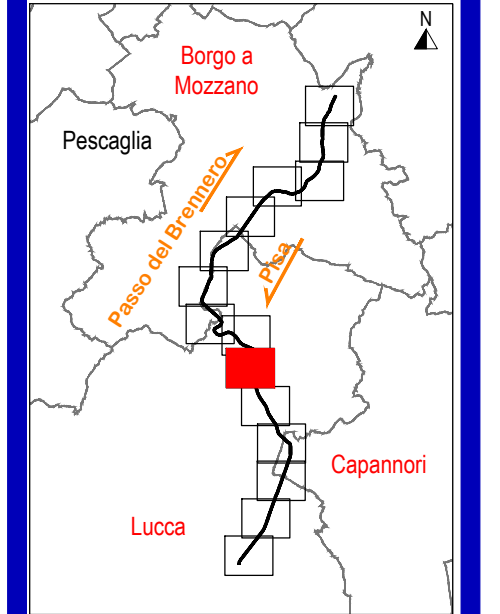 N
Borgo a
Mozzano
Pescaglia
Passo del Brennero
Pisa
Capannori
Lucca